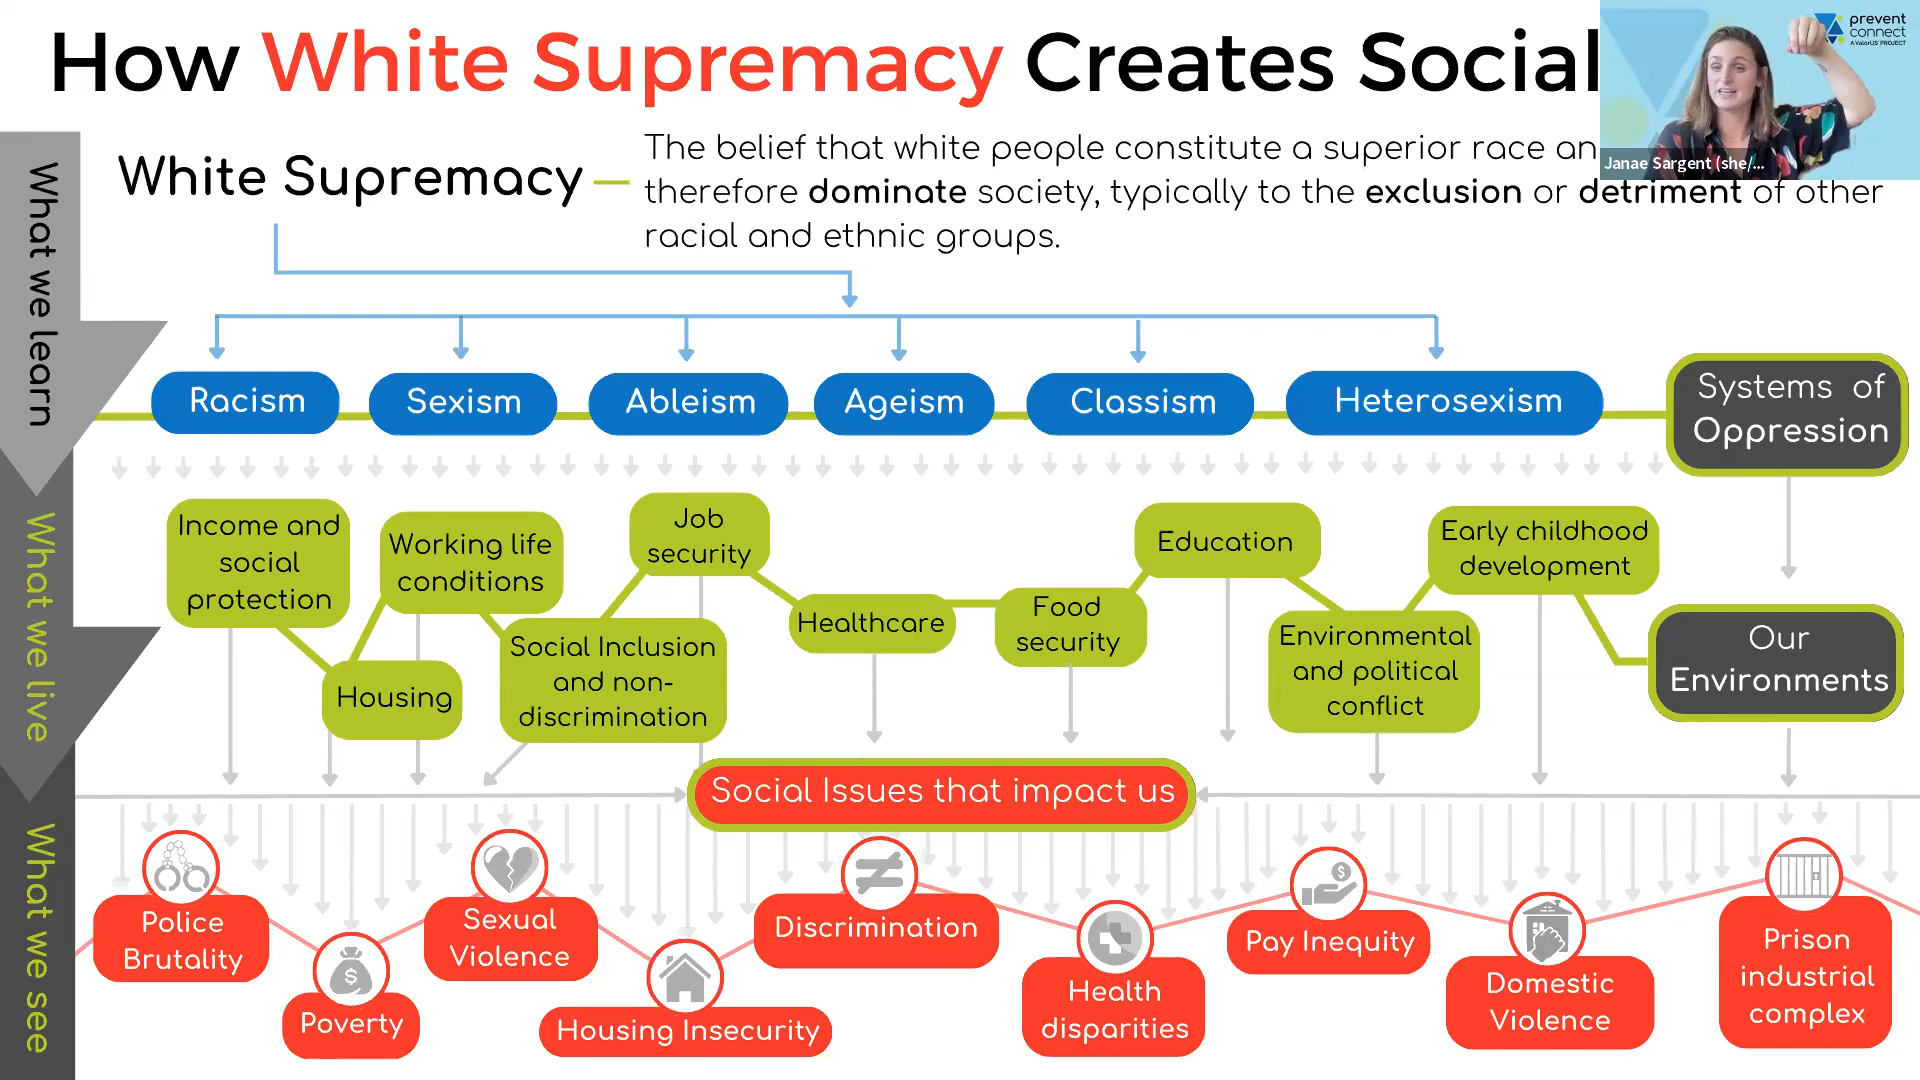 How White Supremacy Creates Social
prevent
connect
A ValorUS PROJECT
Janae Sargent (she/...
White Supremacy
The belief that white people constitute a superior race an
therefore dominate society, typically to the exclusion or detriment of other
racial and ethnic groups.
What we learn
Racism
Sexism
Ableism
Ageism
Classism
Heterosexism
Systems of
Oppression
What we live
Income and
social
protection
Working life
conditions
Job
security
Education
Early childhood
development
Housing
Social Inclusion
and non-
discrimination
Healthcare
Food
security
Environmental
and political
conflict
Our
Environments
Social Issues that impact us
What we see
Police
Brutality
Poverty
Sexual
Violence
Housing Insecurity
Discrimination
Health
disparities
Pay Inequity
Domestic
Violence
Prison
industrial
complex